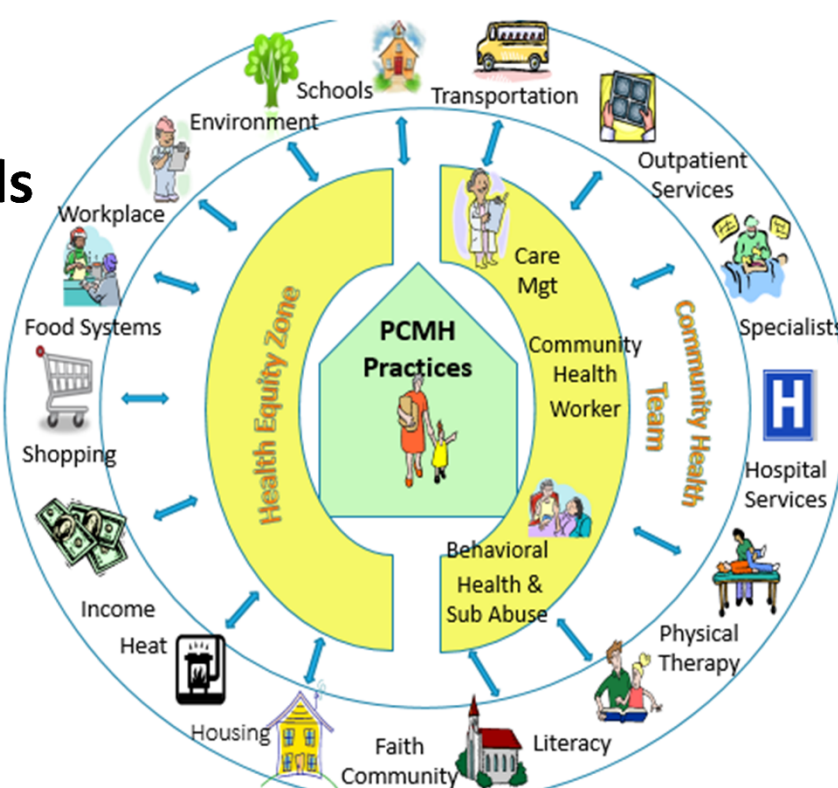 ls
Schools
Transportation
Environment
Outpatient
Services
Workplace
Care
Mgt
Food Systems
Specialists
PCMH
Practices
Health Equity Zone
Community
Health
Worker
Community Health
Team
Shopping
H
Hospital
Services
Behavioral
Health &
Sub Abuse
Income
Heat
Physical
Therapy
Housing
Faith
Community
Literacy